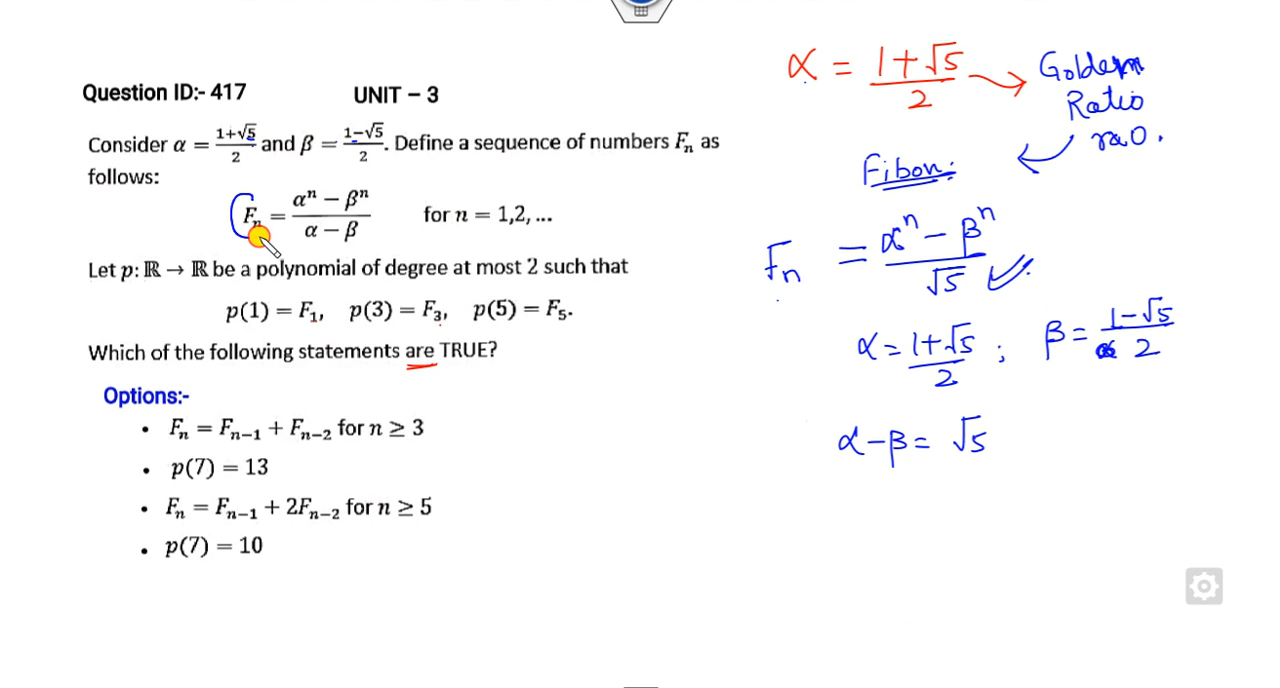 Question ID:- 417 UNIT – 3
Consider α = (1+√5)/2 and β = (1−√5)/2. Define a sequence of numbers Fₙ as
follows:
Fₙ = (αⁿ − βⁿ)/(α − β) for n = 1,2, ...
Let p: ℝ → ℝ be a polynomial of degree at most 2 such that
p(1) = F₁, p(3) = F₃, p(5) = F₅.
Which of the following statements are TRUE?
Options:-
• Fₙ = Fₙ₋₁ + Fₙ₋₂ for n ≥ 3
• p(7) = 13
• Fₙ = Fₙ₋₁ + 2Fₙ₋₂ for n ≥ 5
• p(7) = 10
α = (1+√5)/2 → Golden
Ratio
Fibon:
Fₙ = (αⁿ − βⁿ)/√5
α = (1+√5)/2 ; β = (1−√5)/2
α − β = √5